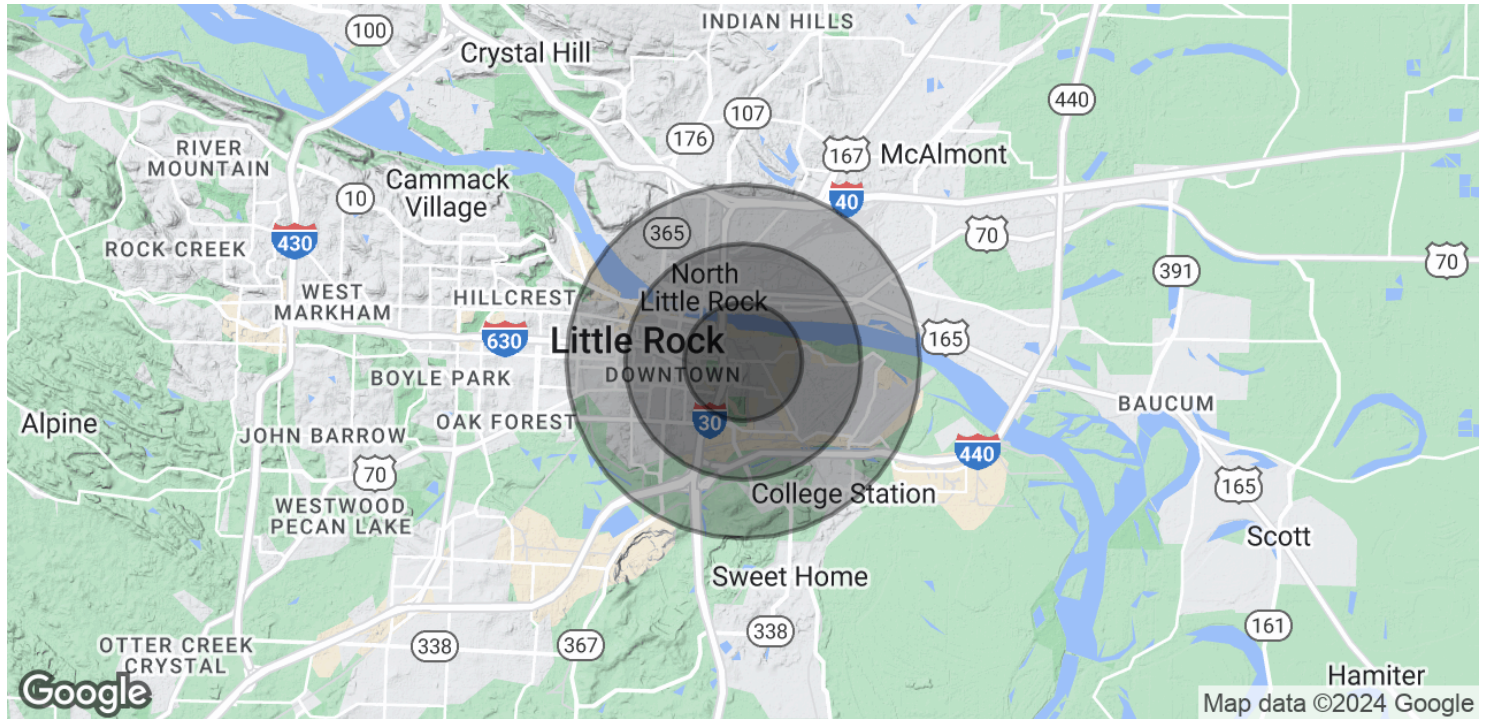 INDIAN HILLS
100
Crystal Hill
440
107
176
167
McAlmont
RIVER
MOUNTAIN
Cammack
Village
10
40
365
70
ROCK CREEK
430
70
391
North
Little Rock
WEST
MARKHAM
HILLCREST
630
Little Rock
165
DOWNTOWN
BOYLE PARK
BAUCUM
Alpine
OAK FOREST
30
JOHN BARROW
440
70
165
College Station
WESTWOOD
PECAN LAKE
Scott
Sweet Home
338
161
OTTER CREEK
CRYSTAL
338
367
Hamiter
Google
Map data ©2024 Google